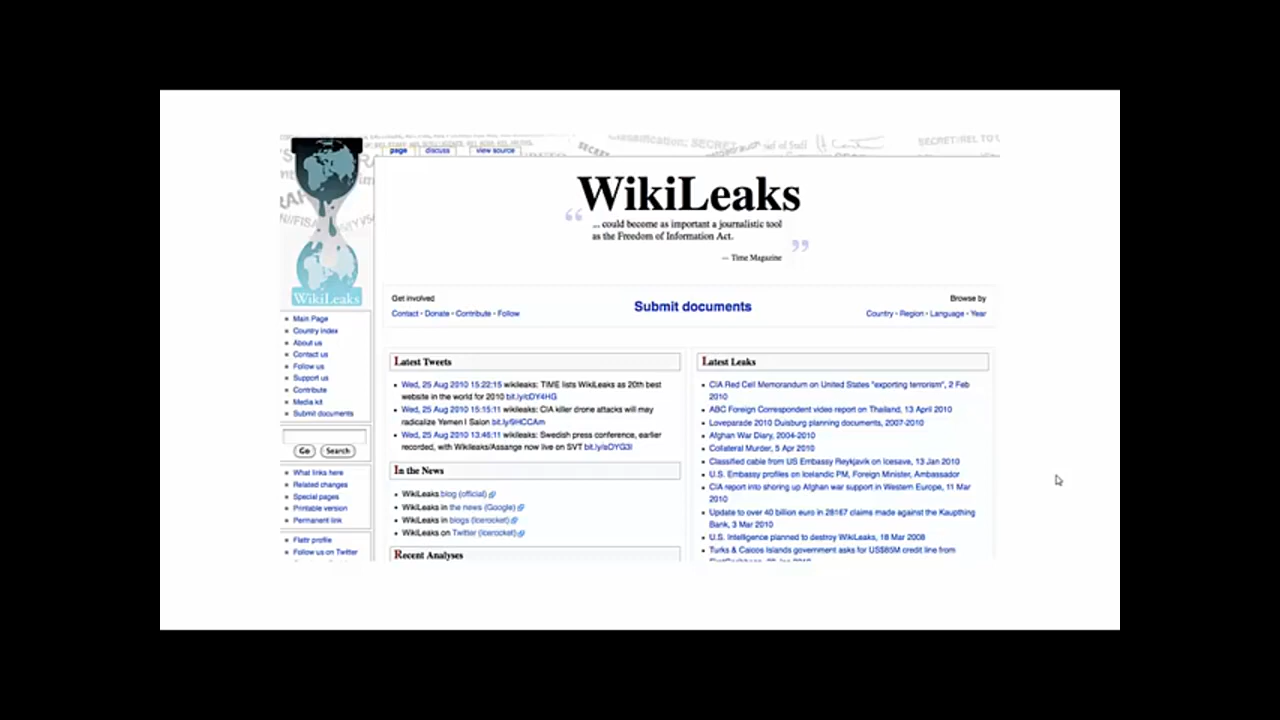 page discuss view source
WikiLeaks
“ ... could become as important a journalistic tool
as the Freedom of Information Act. ”
— Time Magazine
WikiLeaks
Get involved
Contact - Donate - Contribute - Follow
Submit documents
Browse by
Country - Region - Language - Year
Main Page
Country index
About us
Contact us
Follow us
Support us
Contribute
Media kit
Submit documents
Go Search
What links here
Related changes
Special pages
Printable version
Permanent link
Flattr profile
Follow us on Twitter
Latest Tweets
Wed, 25 Aug 2010 15:22:15 wikileaks: TIME lists WikiLeaks as 20th best
website in the world for 2010 bit.ly/cDY4HG
Wed, 25 Aug 2010 15:15:11 wikileaks: CIA killer drone attacks will may
radicalize Yemen I Salon bit.ly/9HCCAm
Wed, 25 Aug 2010 13:46:11 wikileaks: Swedish press conference, earlier
recorded, with Wikileaks/Assange now live on SVT
In the News
WikiLeaks blog (official)
WikiLeaks in the news (Google)
WikiLeaks in blogs (Icerocket)
WikiLeaks on Twitter (Icerocket)
Recent Analyses
Latest Leaks
CIA Red Cell Memorandum on United States "exporting terrorism", 2 Feb
2010
ABC Foreign Correspondent video report on Thailand, 13 April 2010
Loveparade 2010 Duisburg planning documents, 2007-2010
Afghan War Diary, 2004-2010
Collateral Murder, 5 Apr 2010
Classified cable from US Embassy Reykjavik on Icesave, 13 Jan 2010
U.S. Embassy profiles on Icelandic PM, Foreign Minister, Ambassador
CIA report into shoring up Afghan war support in Western Europe, 11 Mar
2010
Update to over 40 billion euro in 28167 claims made against the Kaupthing
Bank, 3 Mar 2010
U.S. Intelligence planned to destroy WikiLeaks, 18 Mar 2008
Turks & Caicos Islands government asks for US$85M credit line from